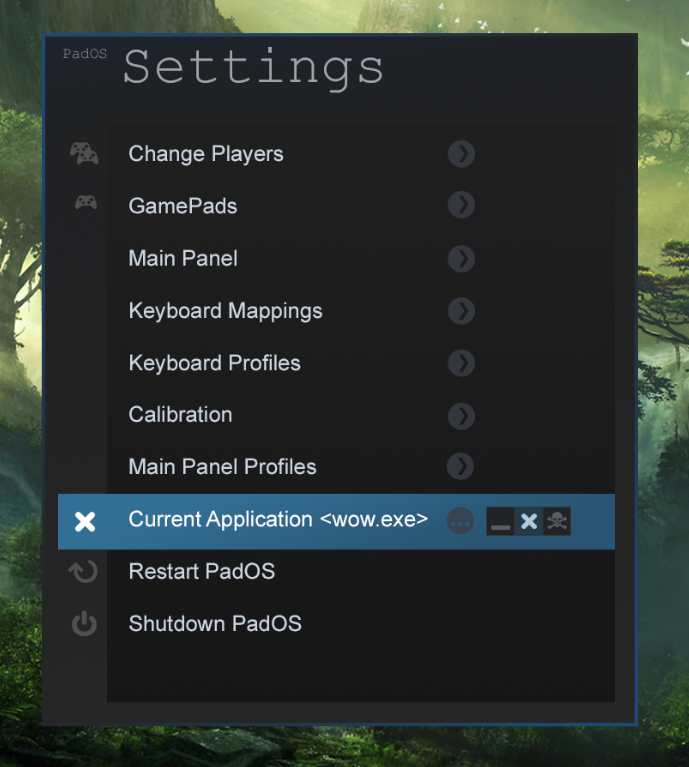 PadOS
Settings
Change Players
GamePads
Main Panel
Keyboard Mappings
Keyboard Profiles
Calibration
Main Panel Profiles
Current Application <wow.exe>
Restart PadOS
Shutdown PadOS